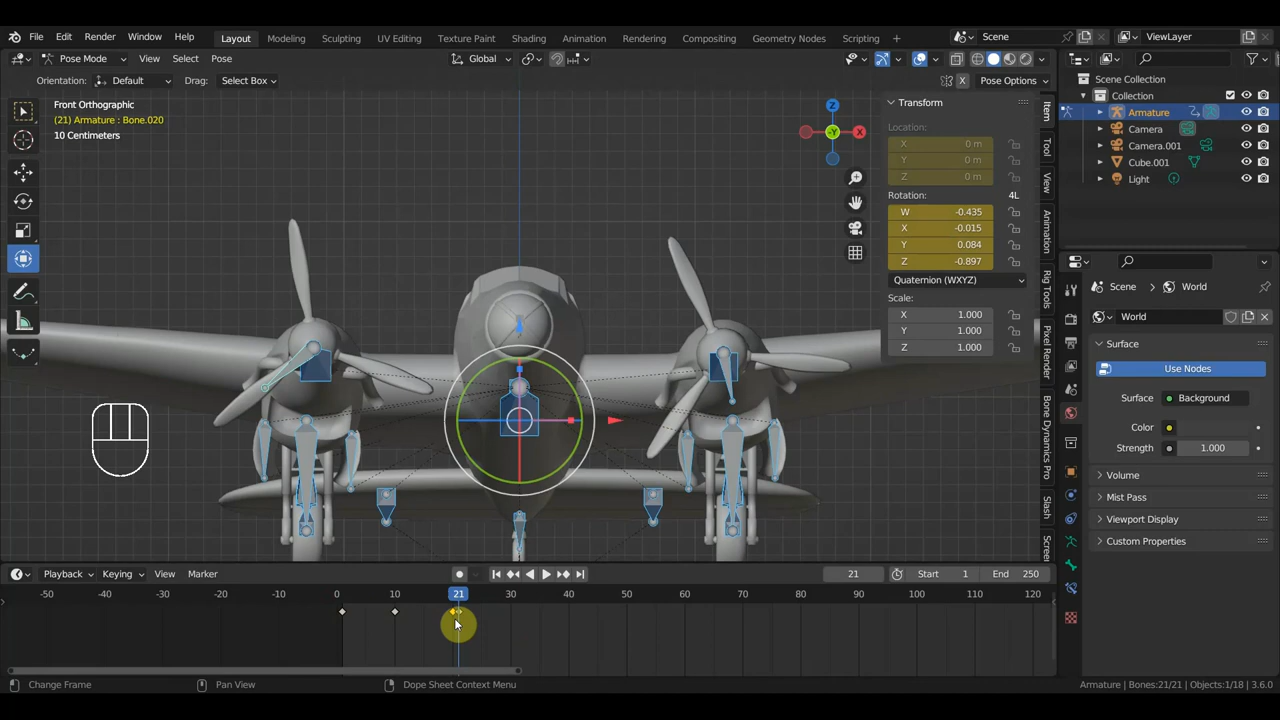 File Edit Render Window Help Layout Modeling Sculpting UV Editing Texture Paint Shading Animation Rendering Compositing Geometry Nodes Scripting + Scene ViewLayer
Pose Mode View Select Pose Global
Orientation: Default Drag: Select Box X Pose Options
Front Orthographic
(21) Armature : Bone.020
10 Centimeters
Z
X
-Y
Transform
Location:
X 0 m
Y 0 m
Z 0 m
Rotation: 4L
W -0.435
X -0.015
Y 0.084
Z -0.897
Quaternion (WXYZ)
Scale:
X 1.000
Y 1.000
Z 1.000
Item
Tool
View
Animation
Rig Tools
Pixel Render
Bone Dynamics Pro
Slash
Screen
Scene Collection
Collection
Armature
Camera
Camera.001
Cube.001
Light
Scene World
World
Surface
Use Nodes
Surface Background
Color
Strength 1.000
Volume
Mist Pass
Viewport Display
Custom Properties
Playback Keying View Marker 21 Start 1 End 250
-50 -40 -30 -20 -10 0 10 21 30 40 50 60 70 80 90 100 110 120
Change Frame Pan View Dope Sheet Context Menu Armature | Bones:21/21 | Objects:1/18 | 3.6.0